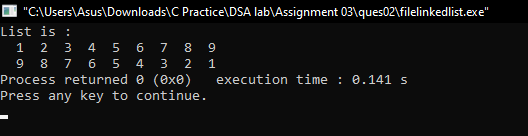 "C:\Users\Asus\Downloads\C Practice\DSA lab\Assignment 03\ques02\filelinkedlist.exe"
List is :
  1  2  3  4  5  6  7  8  9
  9  8  7  6  5  4  3  2  1
Process returned 0 (0x0)   execution time : 0.141 s
Press any key to continue.